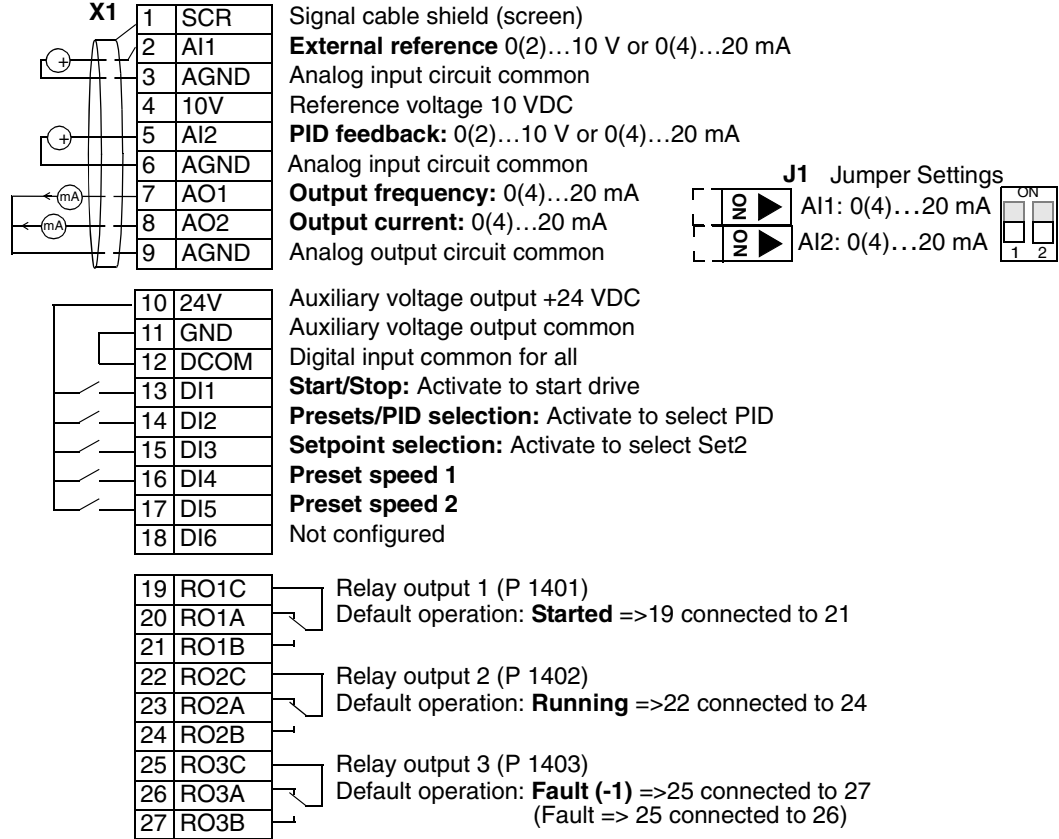 X1
1 SCR Signal cable shield (screen)
2 AI1 External reference 0(2)…10 V or 0(4)…20 mA
3 AGND Analog input circuit common
4 10V Reference voltage 10 VDC
5 AI2 PID feedback: 0(2)…10 V or 0(4)…20 mA
6 AGND Analog input circuit common
7 AO1 Output frequency: 0(4)…20 mA
8 AO2 Output current: 0(4)…20 mA
9 AGND Analog output circuit common
+
+
mA
mA
J1 Jumper Settings
ON AI1: 0(4)…20 mA
ON AI2: 0(4)…20 mA
ON
1 2
10 24V Auxiliary voltage output +24 VDC
11 GND Auxiliary voltage output common
12 DCOM Digital input common for all
13 DI1 Start/Stop: Activate to start drive
14 DI2 Presets/PID selection: Activate to select PID
15 DI3 Setpoint selection: Activate to select Set2
16 DI4 Preset speed 1
17 DI5 Preset speed 2
18 DI6 Not configured
19 RO1C Relay output 1 (P 1401)
20 RO1A Default operation: Started =>19 connected to 21
21 RO1B
22 RO2C Relay output 2 (P 1402)
23 RO2A Default operation: Running =>22 connected to 24
24 RO2B
25 RO3C Relay output 3 (P 1403)
26 RO3A Default operation: Fault (-1) =>25 connected to 27
27 RO3B (Fault => 25 connected to 26)